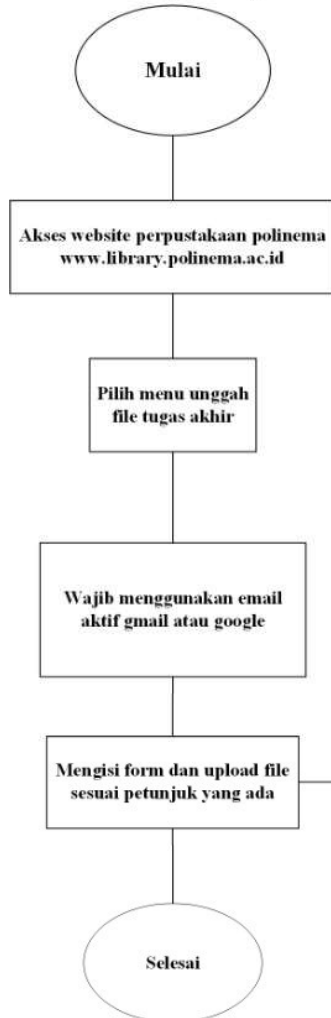 Mulai
Akses website perpustakaan polinema
www.library.polinema.ac.id
Pilih menu unggah
file tugas akhir
Wajib menggunakan email
aktif gmail atau google
Mengisi form dan upload file
sesuai petunjuk yang ada
Selesai